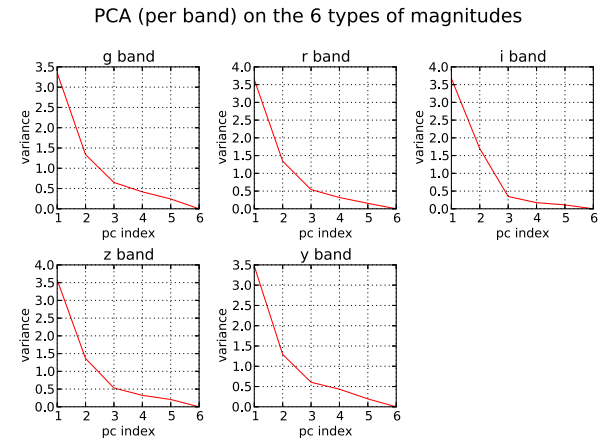 PCA (per band) on the 6 types of magnitudes
g band
3.5
3.0
2.5
2.0
1.5
1.0
0.5
0.0
variance
1 2 3 4 5 6
pc index
r band
4.0
3.5
3.0
2.5
2.0
1.5
1.0
0.5
0.0
variance
1 2 3 4 5 6
pc index
i band
4.0
3.5
3.0
2.5
2.0
1.5
1.0
0.5
0.0
variance
1 2 3 4 5 6
pc index
z band
4.0
3.5
3.0
2.5
2.0
1.5
1.0
0.5
0.0
variance
1 2 3 4 5 6
pc index
y band
3.5
3.0
2.5
2.0
1.5
1.0
0.5
0.0
variance
1 2 3 4 5 6
pc index